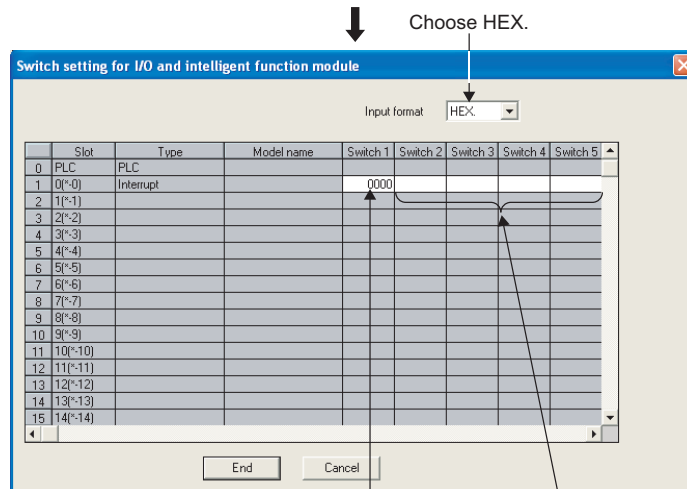 Choose HEX.
Switch setting for I/O and intelligent function module
Input format HEX.
Slot Type Model name Switch 1 Switch 2 Switch 3 Switch 4 Switch 5
0 PLC PLC
1 0(*-0) Interrupt 0000
2 1(*-1)
3 2(*-2)
4 3(*-3)
5 4(*-4)
6 5(*-5)
7 6(*-6)
8 7(*-7)
9 8(*-8)
10 9(*-9)
11 10(*-10)
12 11(*-11)
13 12(*-12)
14 13(*-13)
15 14(*-14)
End Cancel